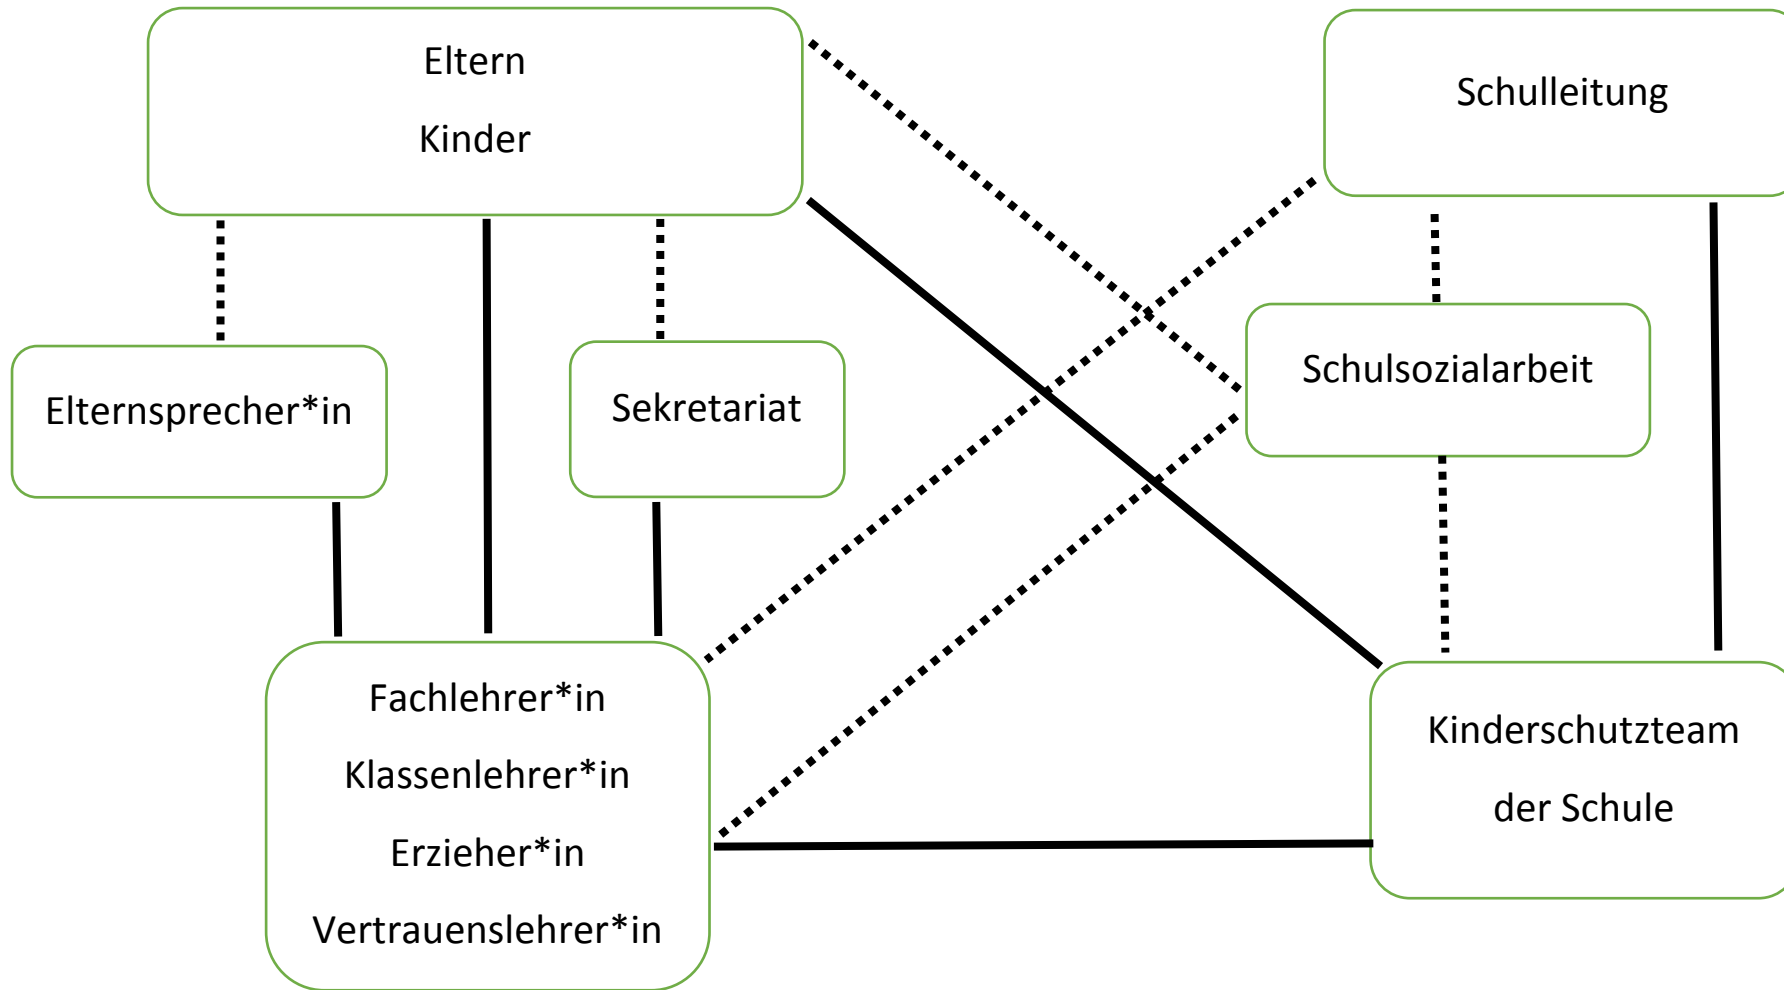 Eltern
Kinder
Schulleitung
Elternsprecher*in
Sekretariat
Schulsozialarbeit
Fachlehrer*in
Klassenlehrer*in
Erzieher*in
Vertrauenslehrer*in
Kinderschutzteam
der Schule